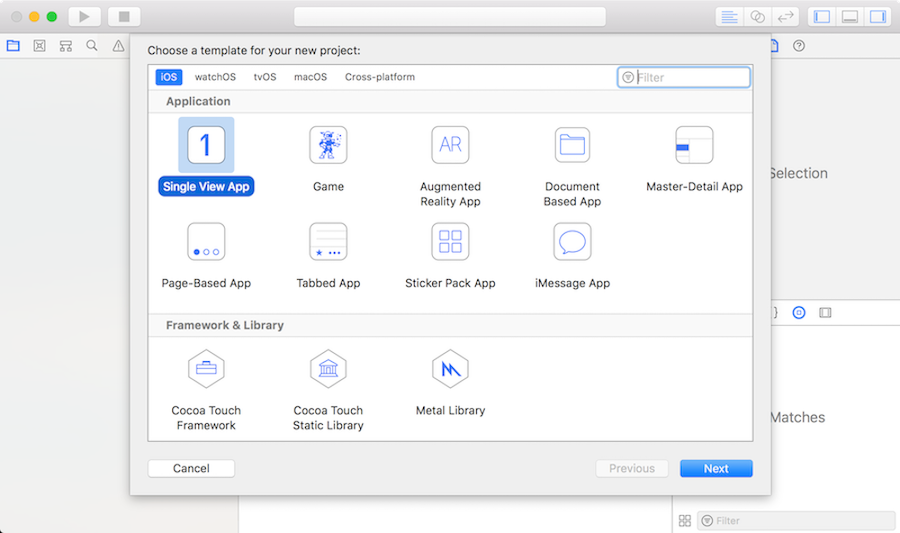 Choose a template for your new project:
iOS watchOS tvOS macOS Cross-platform Filter
Application
1
AR
Single View App
Game
Augmented
Reality App
Document
Based App
Master-Detail App
Page-Based App
Tabbed App
Sticker Pack App
iMessage App
Framework & Library
Cocoa Touch
Framework
Cocoa Touch
Static Library
Metal Library
Cancel
Previous
Next
Selection
Matches
Filter